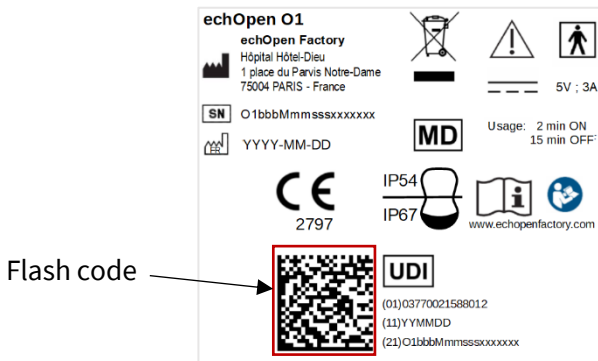 echOpen O1
echOpen Factory
Hôpital Hôtel-Dieu
1 place du Parvis Notre-Dame
75004 PARIS - France
5V ; 3A
SN O1bbbMmmsssxxxxxxx
YYYY-MM-DD
MD
Usage: 2 min ON
15 min OFF
CE
2797
IP54
IP67
www.echopenfactory.com
Flash code
UDI
(01)03770021588012
(11)YYMMDD
(21)O1bbbMmmsssxxxxxxx